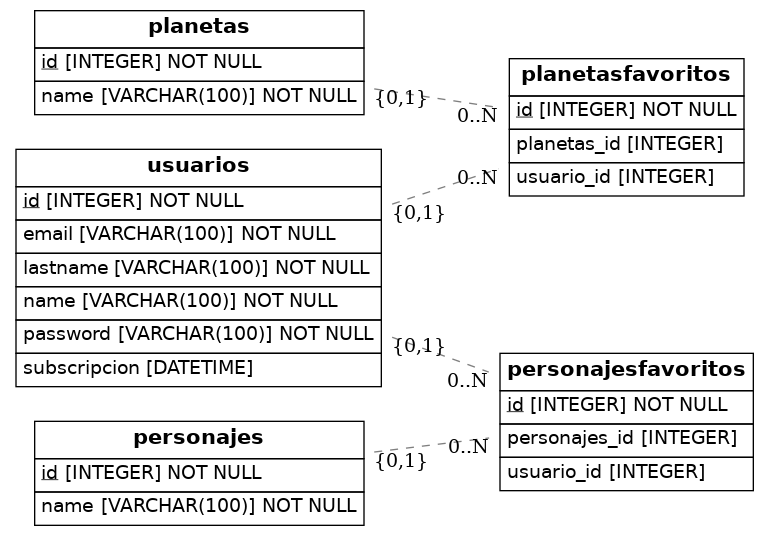 planetas
id [INTEGER] NOT NULL
name [VARCHAR(100)] NOT NULL
{0,1}
0..N
planetasfavoritos
id [INTEGER] NOT NULL
planetas_id [INTEGER]
usuario_id [INTEGER]
usuarios
id [INTEGER] NOT NULL
email [VARCHAR(100)] NOT NULL
lastname [VARCHAR(100)] NOT NULL
name [VARCHAR(100)] NOT NULL
password [VARCHAR(100)] NOT NULL
subscripcion [DATETIME]
0..N
{0,1}
{0,1}
0..N
personajesfavoritos
id [INTEGER] NOT NULL
personajes_id [INTEGER]
usuario_id [INTEGER]
personajes
id [INTEGER] NOT NULL
name [VARCHAR(100)] NOT NULL
{0,1}
0..N